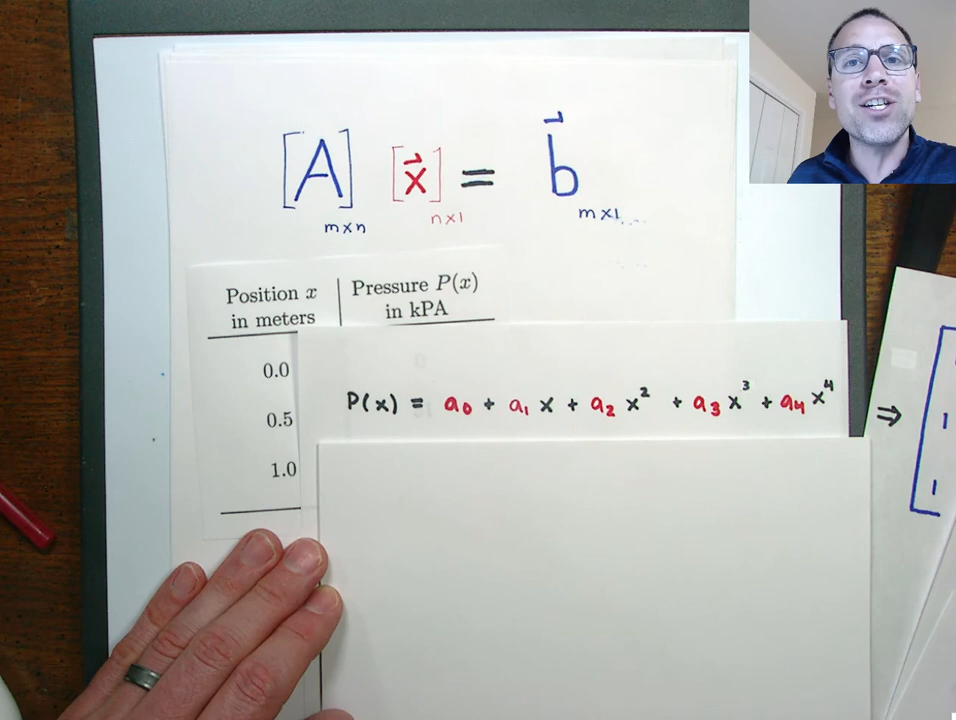 [A] [x⃗] = b⃗
m×n n×1 m×1
Position x
in meters
Pressure P(x)
in kPA
0.0
0.5
1.0
P(x) = a₀ + a₁ x + a₂ x² + a₃ x³ + a₄ x⁴ ⇒
1
1